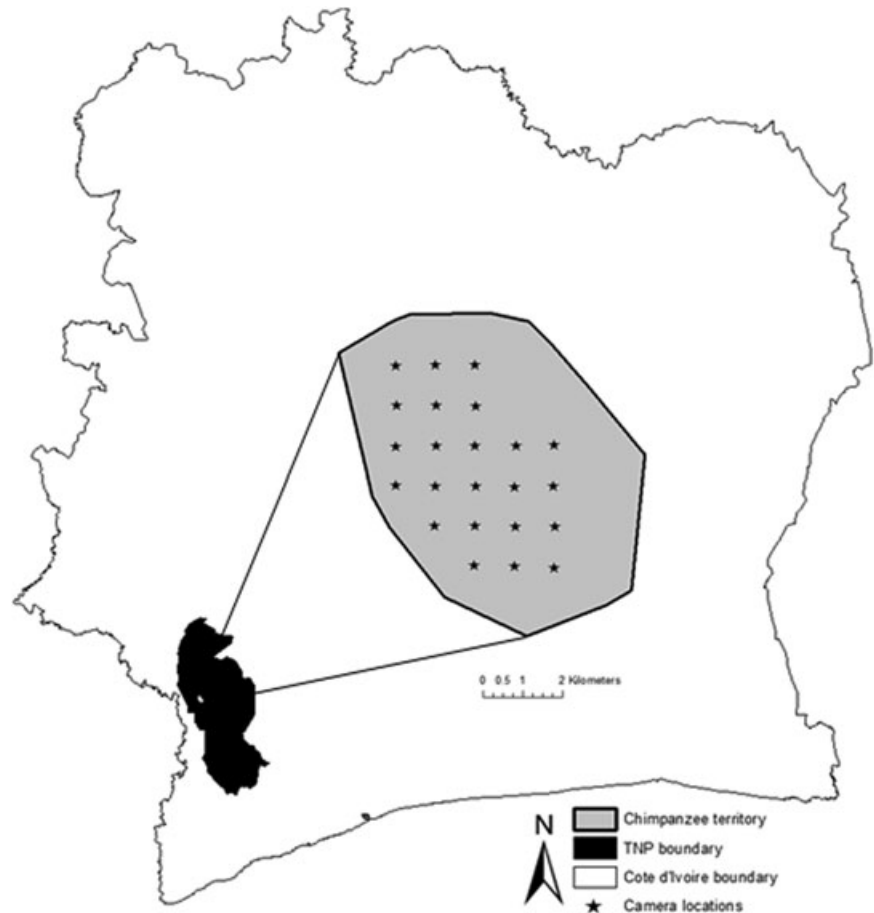 0 0.5 1 2 Kilometers
N
Chimpanzee territory
TNP boundary
Cote d'Ivoire boundary
Camera locations